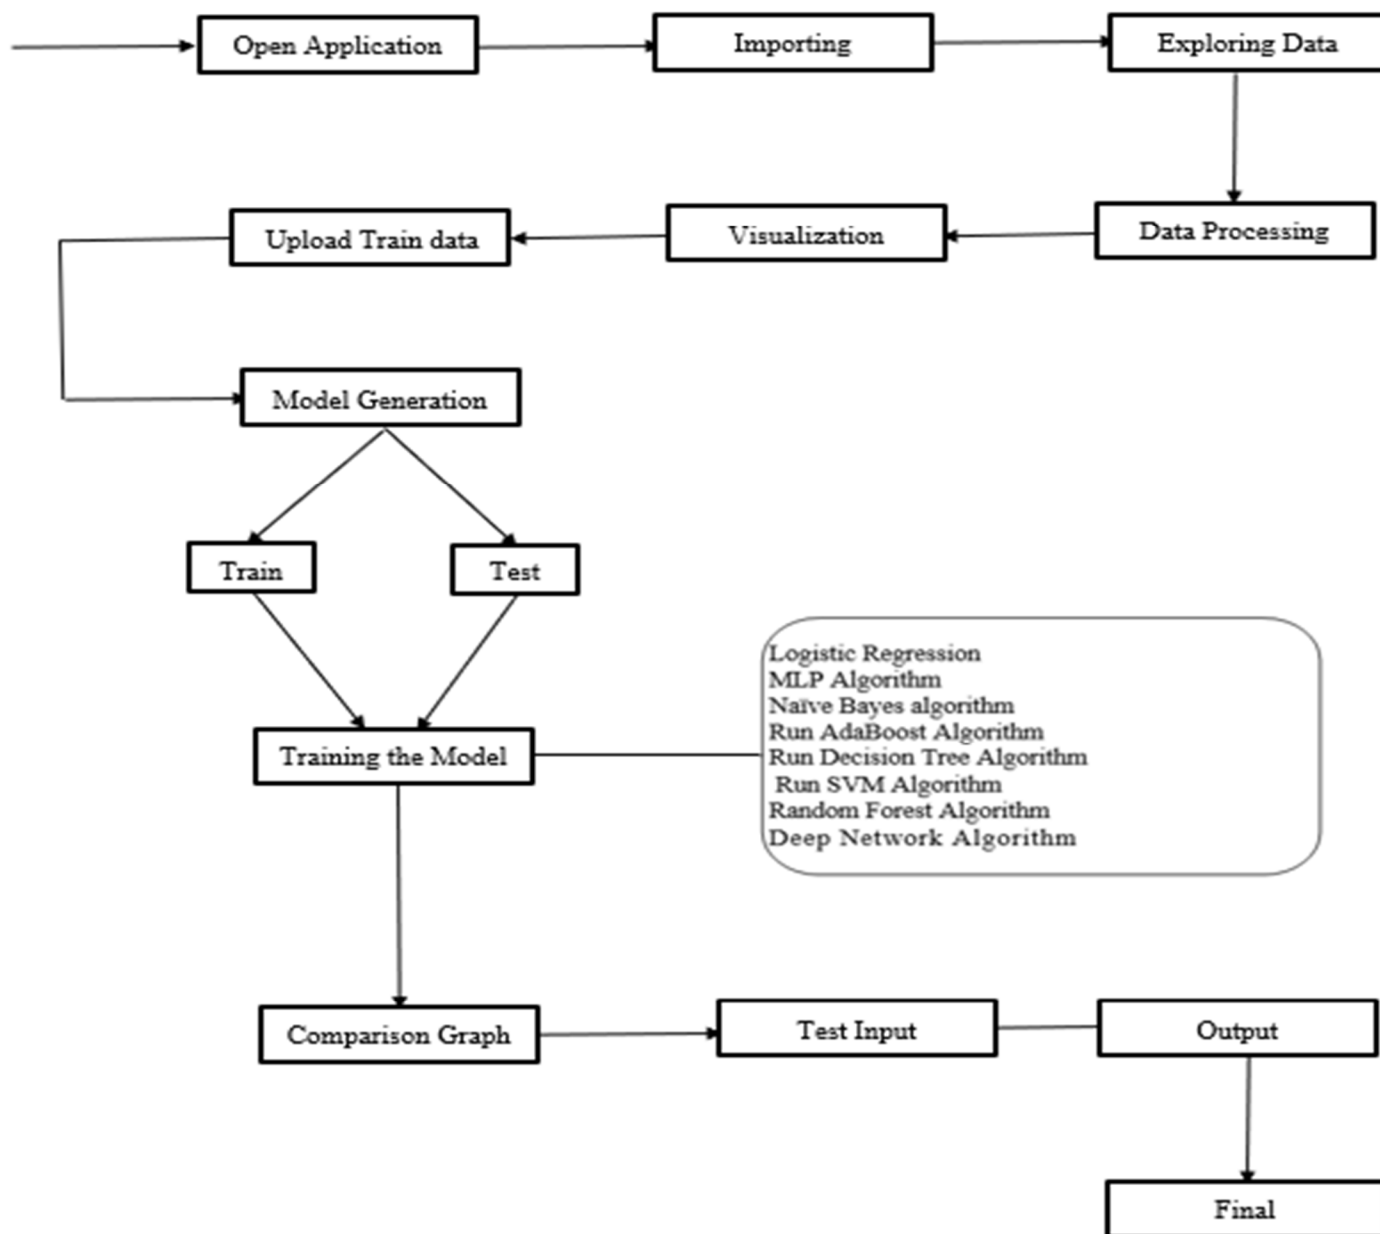 Open Application
Importing
Exploring Data
Data Processing
Visualization
Upload Train data
Model Generation
Train
Test
Training the Model
Logistic Regression
MLP Algorithm
Naïve Bayes algorithm
Run AdaBoost Algorithm
Run Decision Tree Algorithm
Run SVM Algorithm
Random Forest Algorithm
Deep Network Algorithm
Comparison Graph
Test Input
Output
Final